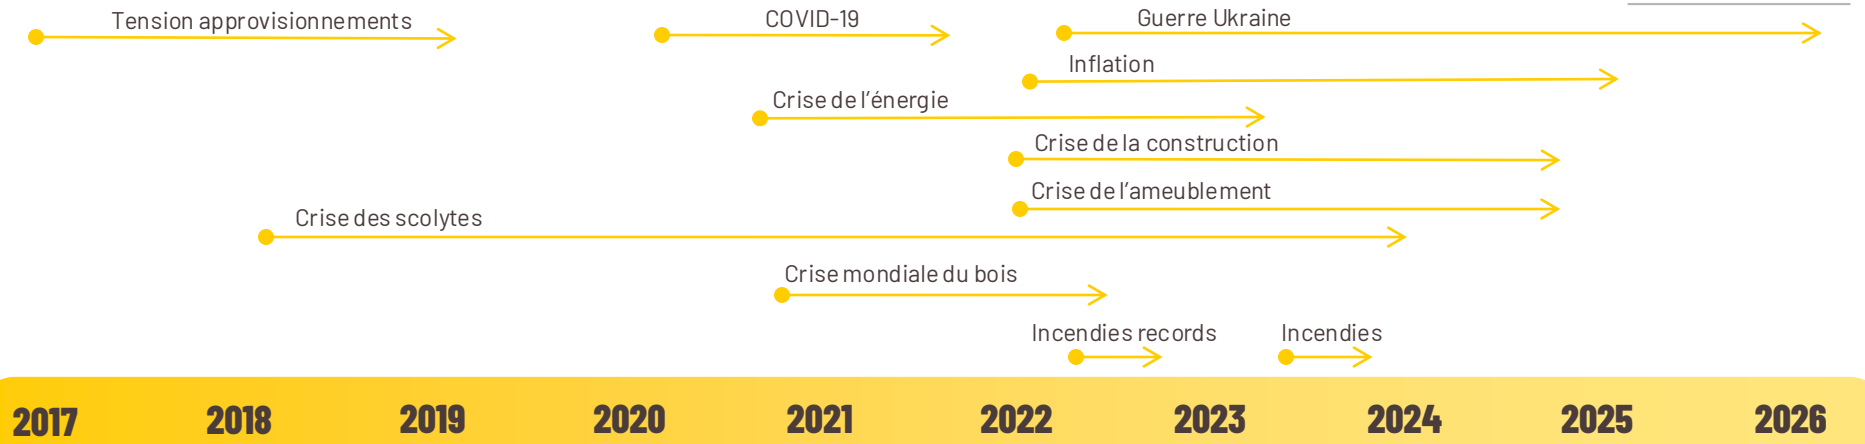 Tension approvisionnements
COVID-19
Guerre Ukraine
Inflation
Crise de l'énergie
Crise de la construction
Crise de l'ameublement
Crise des scolytes
Crise mondiale du bois
Incendies records
Incendies
2017 2018 2019 2020 2021 2022 2023 2024 2025 2026